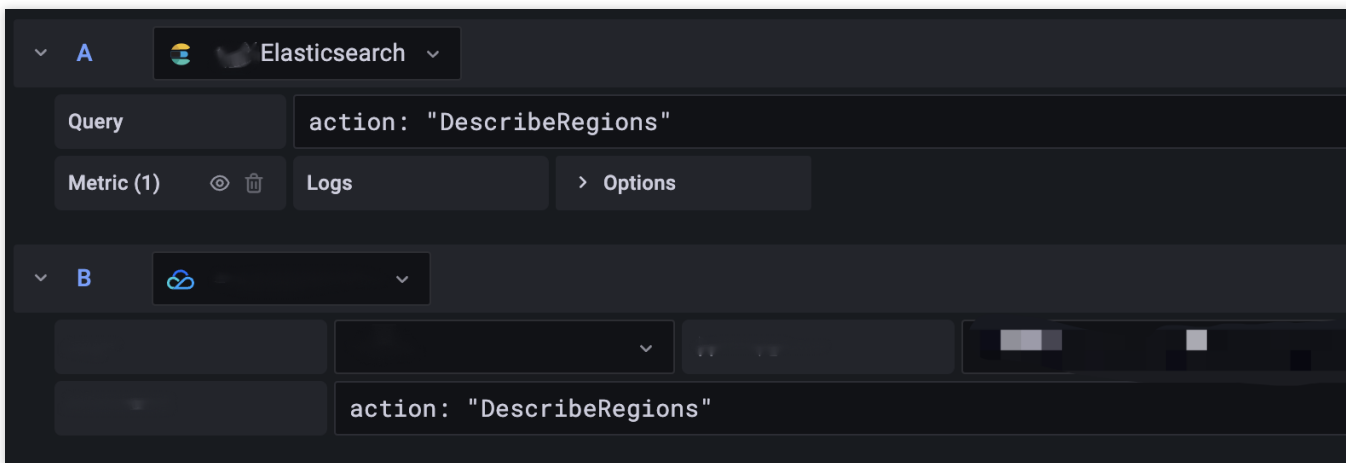 A Elasticsearch
Query action: "DescribeRegions"
Metric (1) Logs Options
B
action: "DescribeRegions"